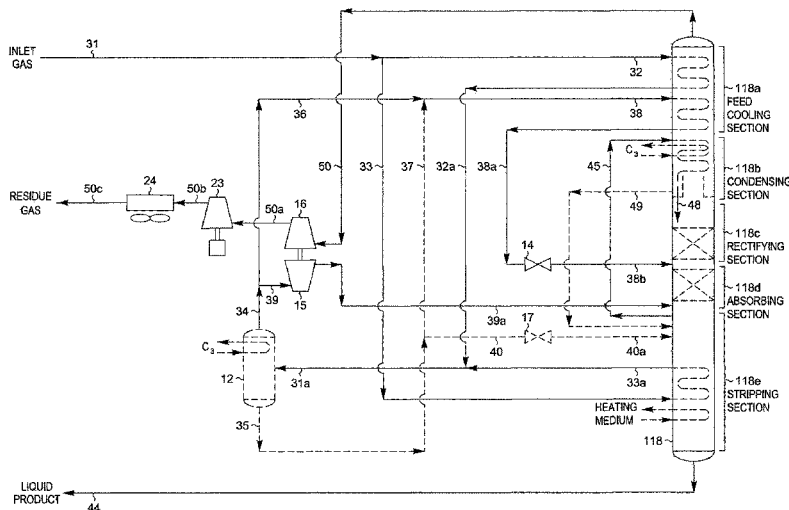 31
INLET
GAS
32
118a
FEED
COOLING
SECTION
36
38
50
33
37
32a
38a
45
C3
118b
CONDENSING
SECTION
24
50b
23
50c
RESIDUE
GAS
16
50a
49
48
118c
RECTIFYING
SECTION
14
38b
39
15
118d
ABSORBING
SECTION
34
39a
17
C3
40
40a
12
31a
33a
118e
STRIPPING
SECTION
HEATING
MEDIUM
35
118
LIQUID
PRODUCT
44